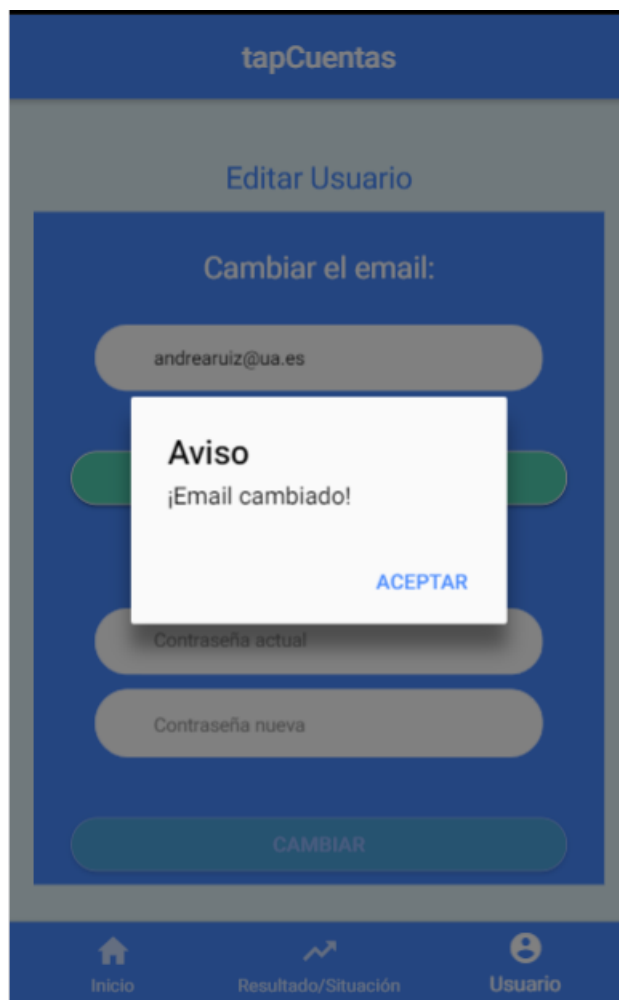 tapCuentas
Editar Usuario
Cambiar el email:
andrearuiz@ua.es
Aviso
¡Email cambiado!
ACEPTAR
Contraseña actual
Contraseña nueva
CAMBIAR
Inicio
Resultado/Situación
Usuario